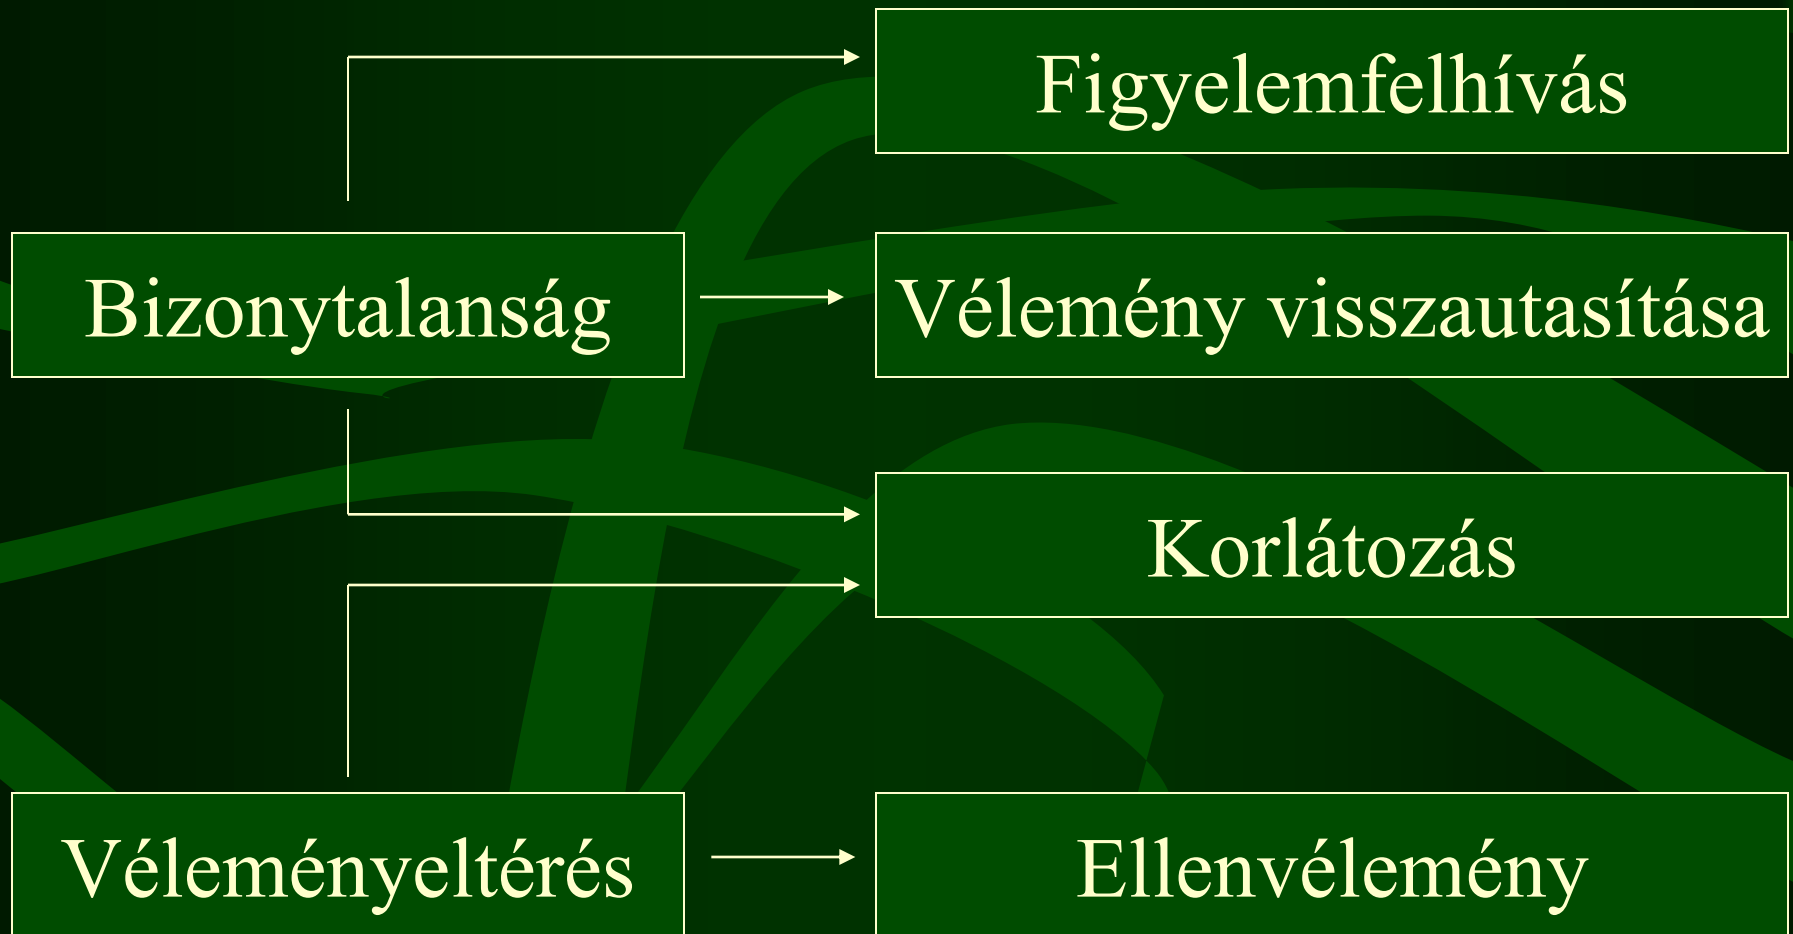 Figyelemfelhívás
Bizonytalanság
Vélemény visszautasítása
Korlátozás
Véleményeltérés
Ellenvélemény